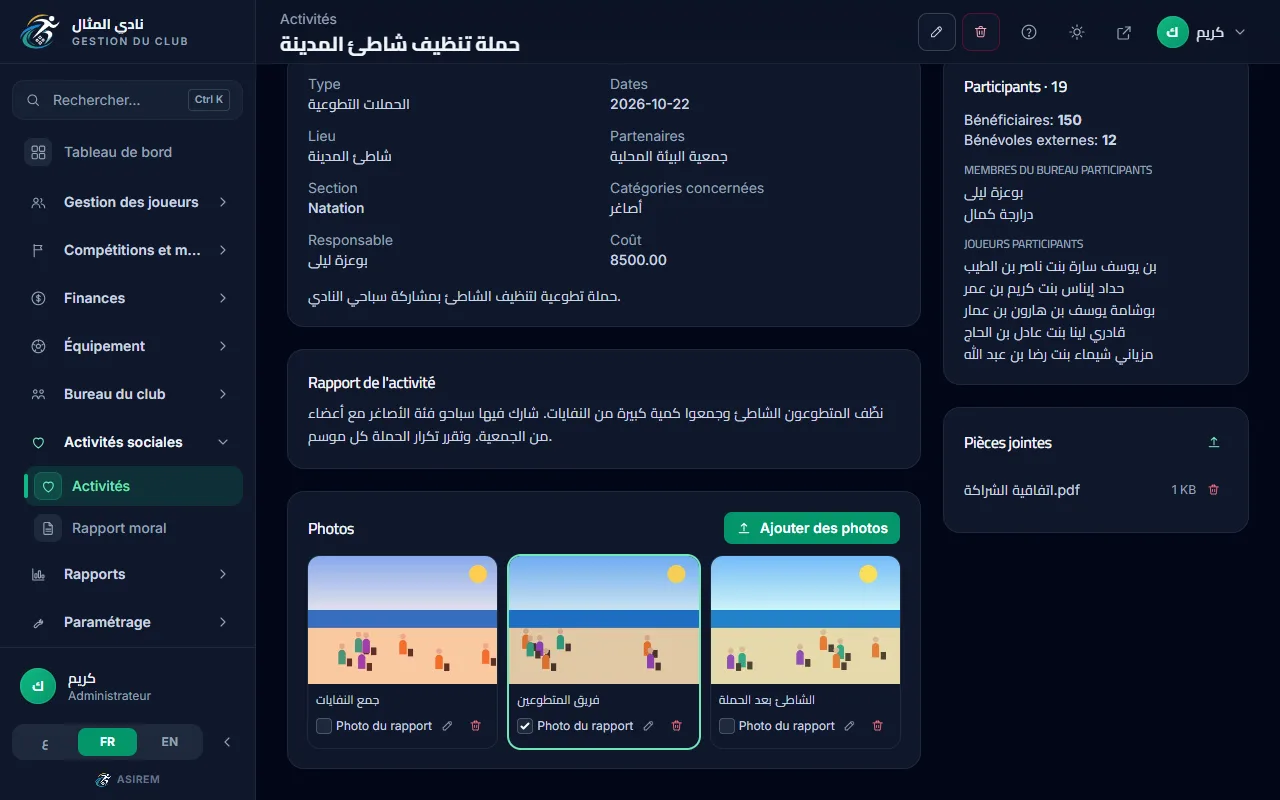 نادي المثال
GESTION DU CLUB
Rechercher...
Ctrl K
Tableau de bord
Gestion des joueurs
Compétitions et m...
Finances
Équipement
Bureau du club
Activités sociales
Activités
Rapport moral
Rapports
Paramétrage
ك
كريم
Administrateur
ع
FR
EN
ASIREM
Activités
حملة تنظيف شاطئ المدينة
ك
كريم
Type
الحملات التطوعية
Dates
2026-10-22
Lieu
شاطئ المدينة
Partenaires
جمعية البيئة المحلية
Section
Natation
Catégories concernées
أصاغر
Responsable
بوعزة ليلى
Coût
8500.00
حملة تطوعية لتنظيف الشاطئ بمشاركة سباحي النادي.
Rapport de l'activité
نظّف المتطوعون الشاطئ وجمعوا كمية كبيرة من النفايات. شارك فيها سباحو فئة الأصاغر مع أعضاء
من الجمعية. وتقرر تكرار الحملة كل موسم.
Photos
Ajouter des photos
جمع النفايات
Photo du rapport
فريق المتطوعين
Photo du rapport
الشاطئ بعد الحملة
Photo du rapport
Participants · 19
Bénéficiaires: 150
Bénévoles externes: 12
MEMBRES DU BUREAU PARTICIPANTS
بوعزة ليلى
درارجة كمال
JOUEURS PARTICIPANTS
بن يوسف سارة بنت ناصر بن الطيب
حداد إيناس بنت كريم بن عمر
بوشامة يوسف بن هارون بن عمار
قادري لينا بنت عادل بن الحاج
مزياني شيماء بنت رضا بن عبد الله
Pièces jointes
اتفاقية الشراكة.pdf
1 KB